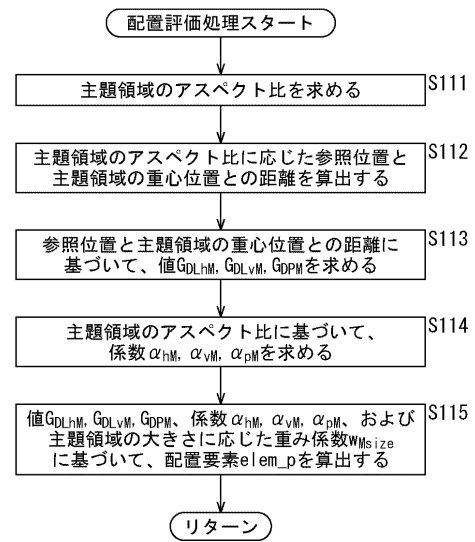 配置評価処理スタート
S111
主題領域のアスペクト比を求める
S112
主題領域のアスペクト比に応じた参照位置と
主題領域の重心位置との距離を算出する
S113
参照位置と主題領域の重心位置との距離に
基づいて、値GDLhM, GDLvM, GDPMを求める
S114
主題領域のアスペクト比に基づいて、
係数αhM, αvM, αpMを求める
S115
値GDLhM, GDLvM, GDPM、係数αhM, αvM, αpM、および
主題領域の大きさに応じた重み係数wMsize
に基づいて、配置要素elem_pを算出する
リターン